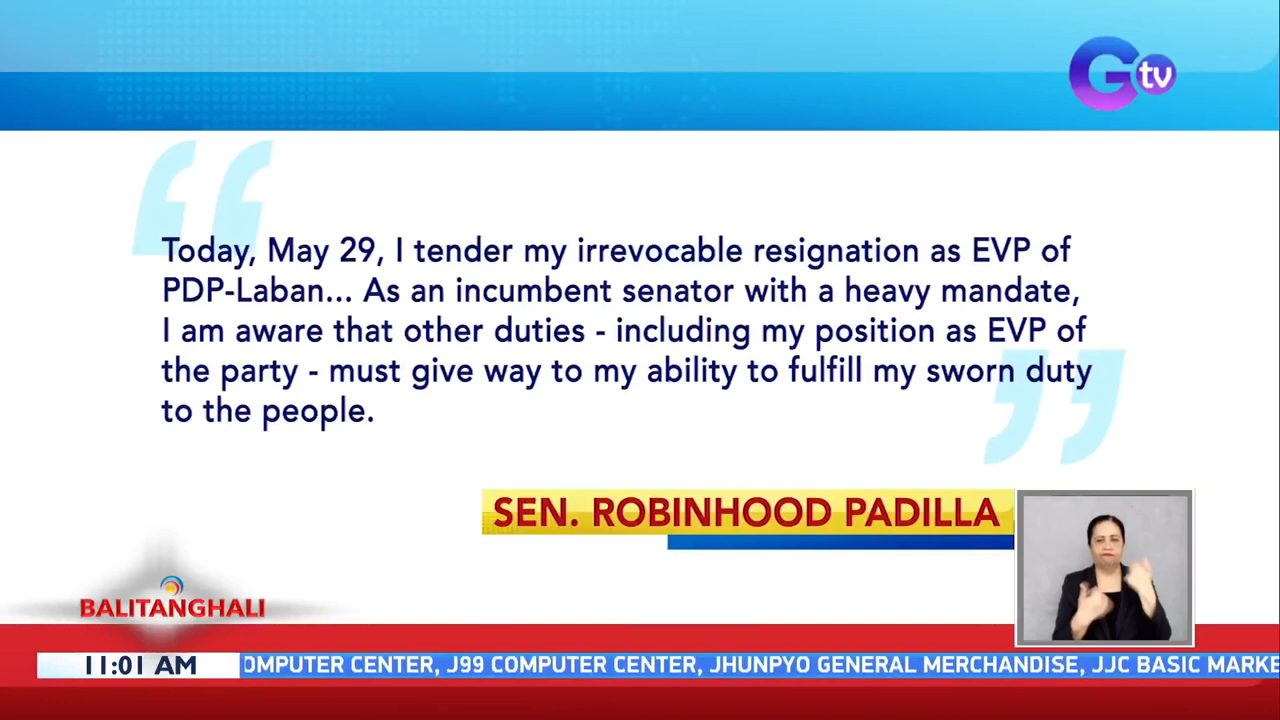 Gtv
Today, May 29, I tender my irrevocable resignation as EVP of
PDP-Laban... As an incumbent senator with a heavy mandate,
I am aware that other duties - including my position as EVP of
the party - must give way to my ability to fulfill my sworn duty
to the people.
SEN. ROBINHOOD PADILLA
BALITANGHALI
11:01 AM
OMPUTER CENTER, J99 COMPUTER CENTER, JHUNPYO GENERAL MERCHANDISE, JJC BASIC MARKE